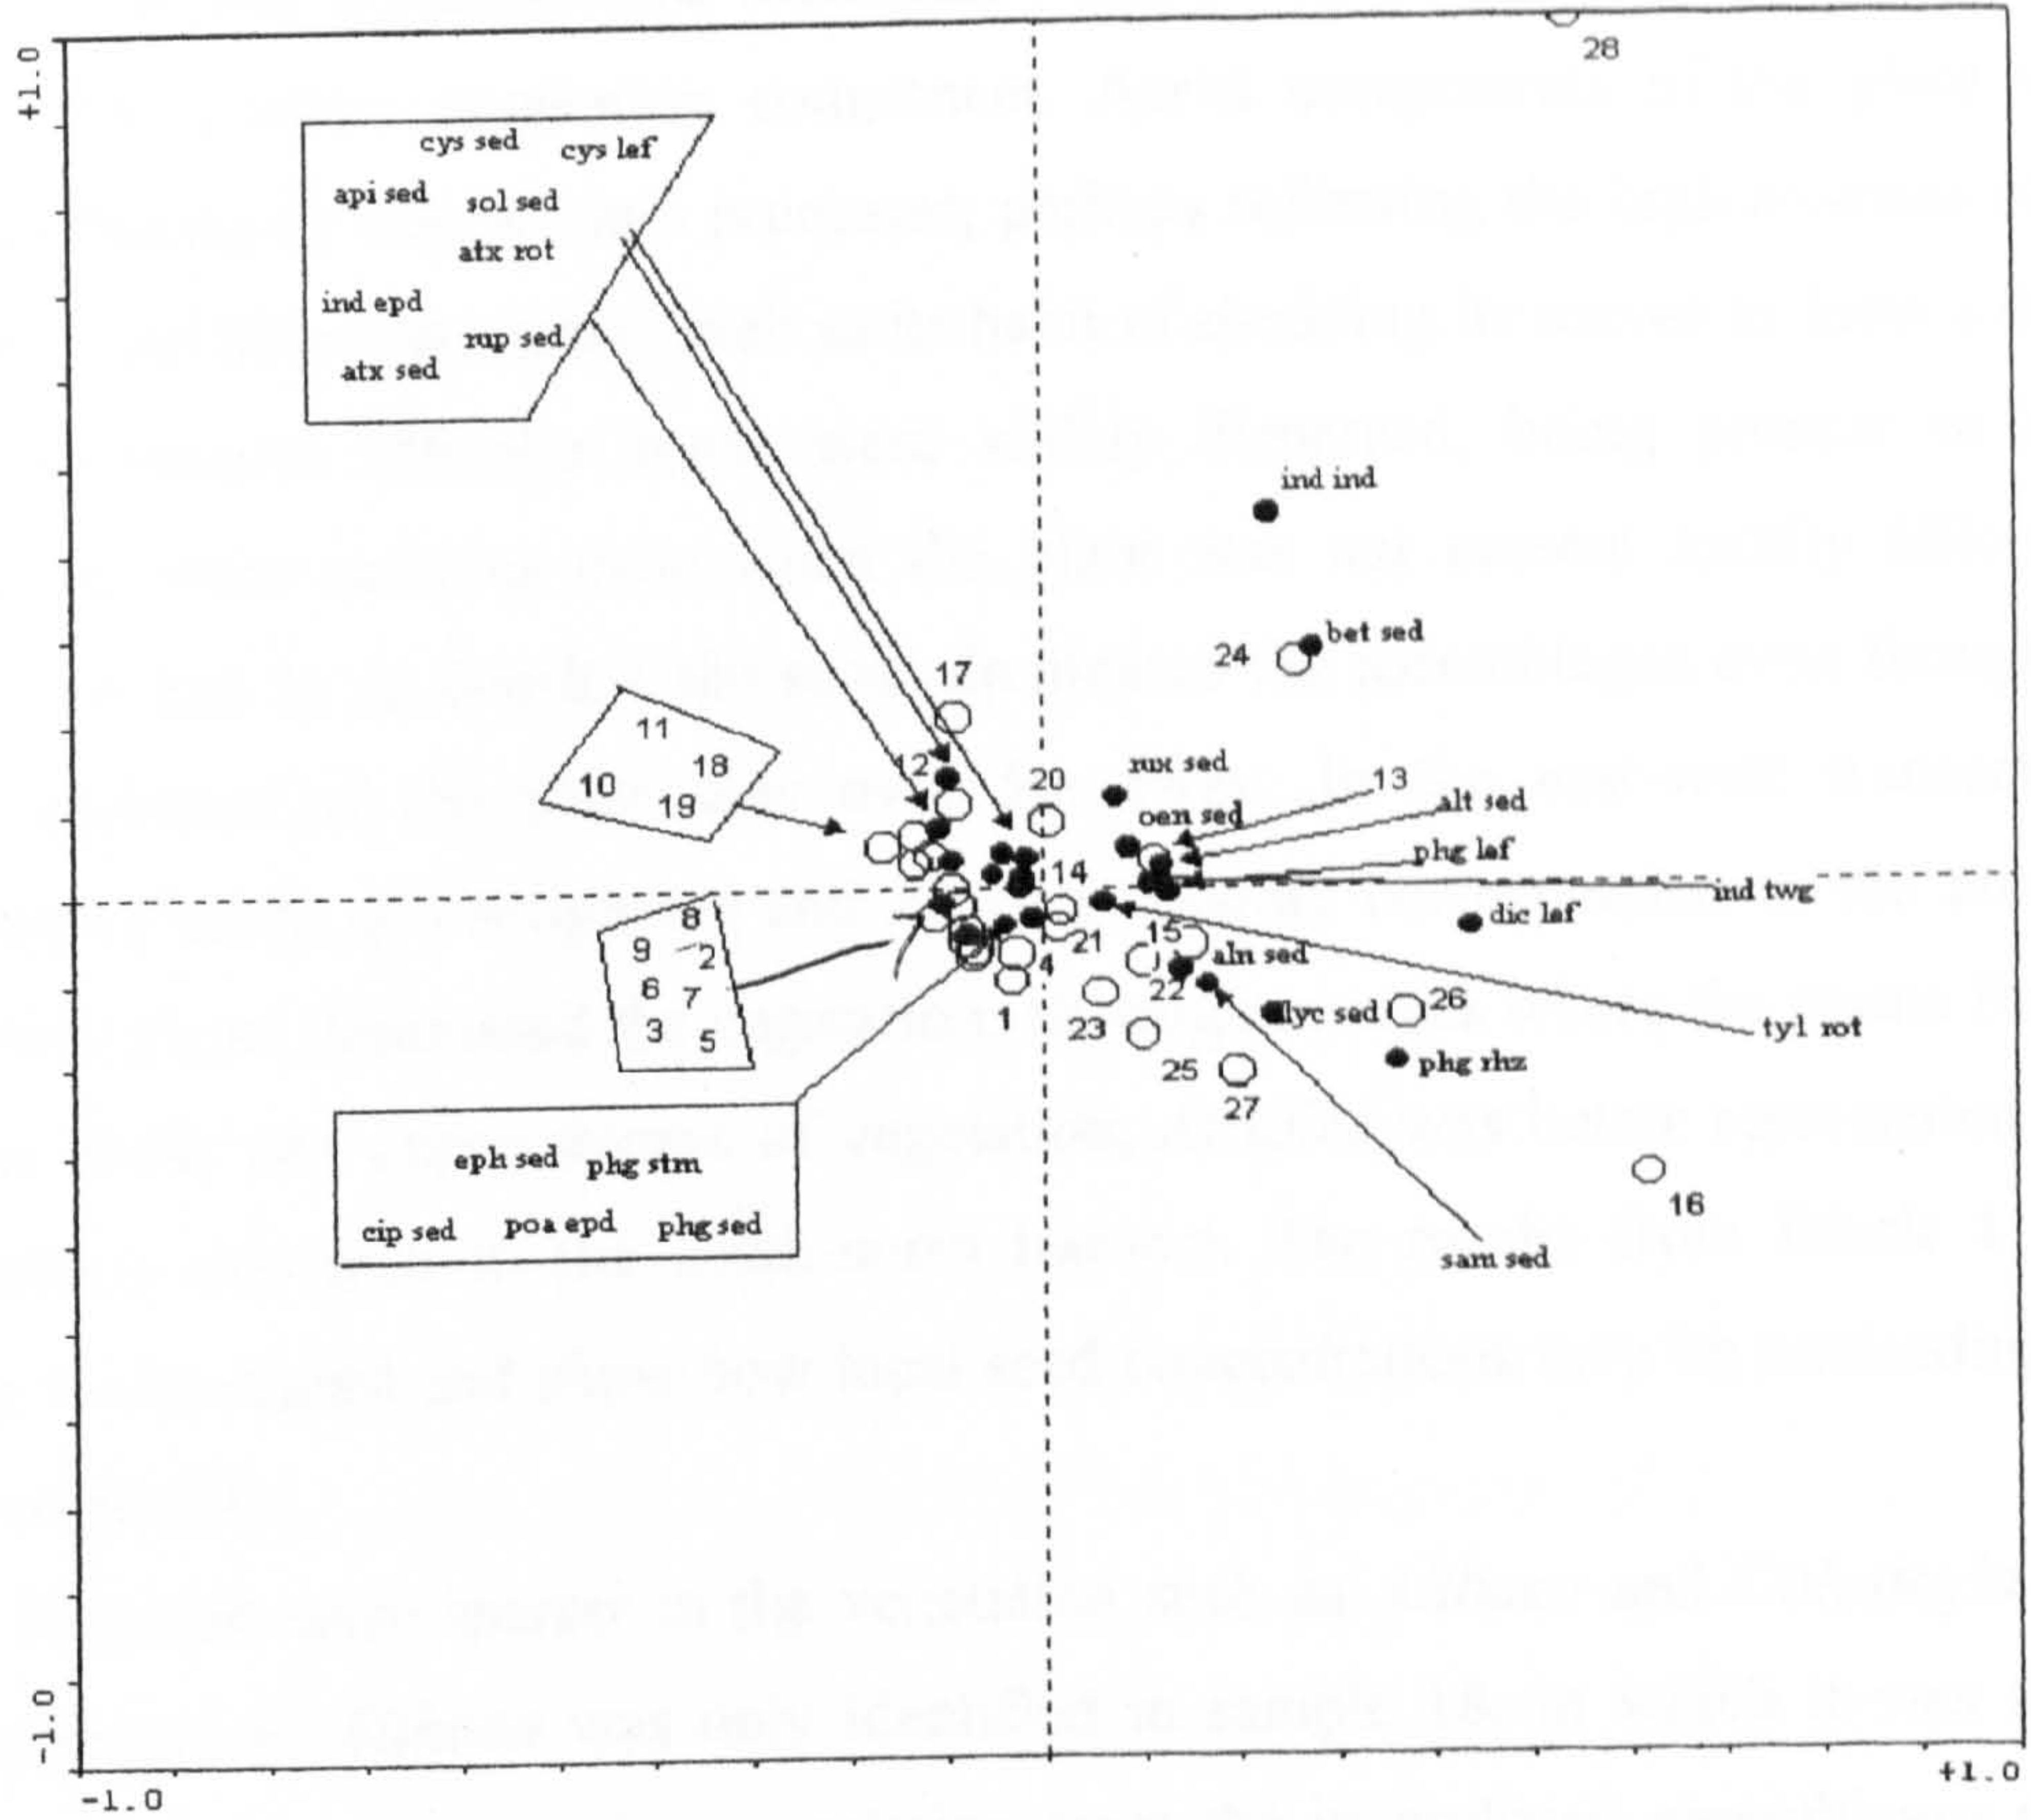 +1.0
28
cys sed cys lef
api sed sol sed
atx rot
ind epd
rup sed
atx sed
ind ind
bet sed
24
17
11
18
10
19
12
20
rux sed
13
oen sed
alt sed
phg lef
14
ind twg
dic lef
8
9 2
6 7
3 5
21
15
aln sed
4
22
lyc sed
26
1
23
tyl rot
25
phg rhz
27
eph sed phg stm
cip sed poa epd phg sed
16
sam sed
-1.0
-1.0
+1.0